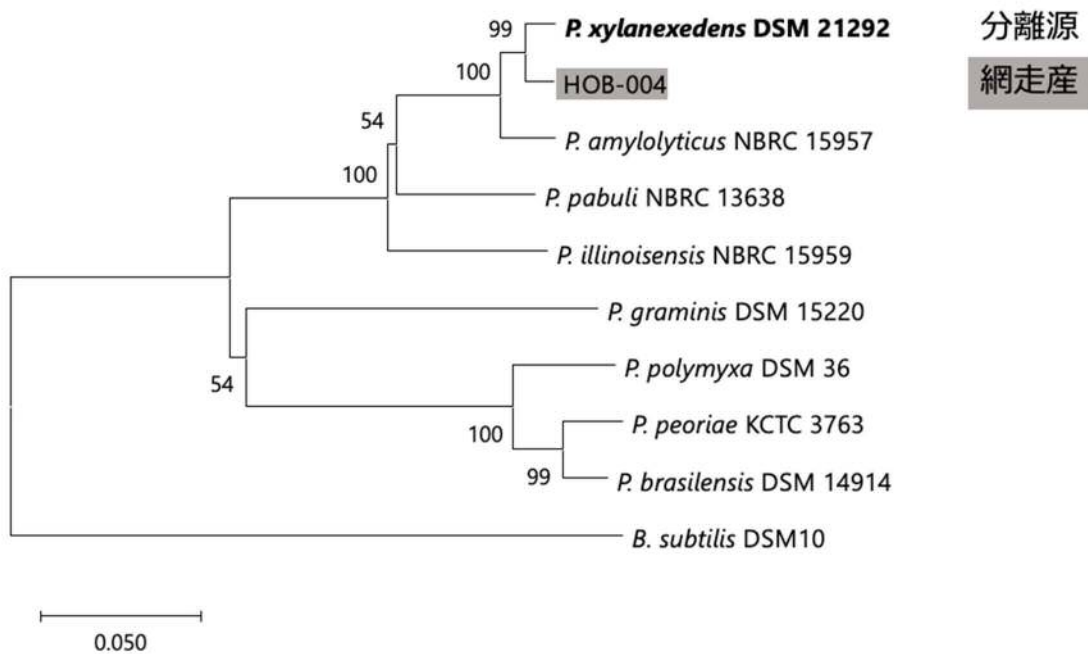 99
P. xylanexedens DSM 21292
分離源
100
HOB-004
網走産
54
P. amylolyticus NBRC 15957
100
P. pabuli NBRC 13638
P. illinoisensis NBRC 15959
P. graminis DSM 15220
54
P. polymyxa DSM 36
100
P. peoriae KCTC 3763
99
P. brasilensis DSM 14914
B. subtilis DSM10
0.050